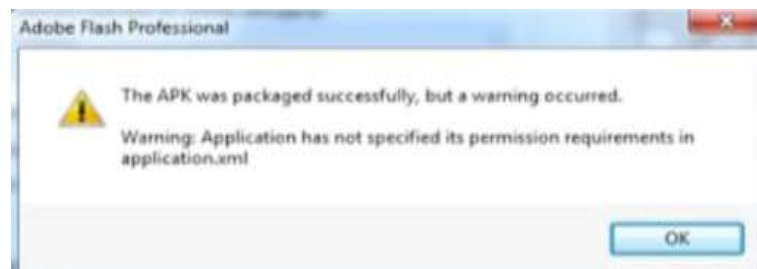 Adobe Flash Professional
The APK was packaged successfully, but a warning occurred.
Warning: Application has not specified its permission requirements in
application.xml
OK